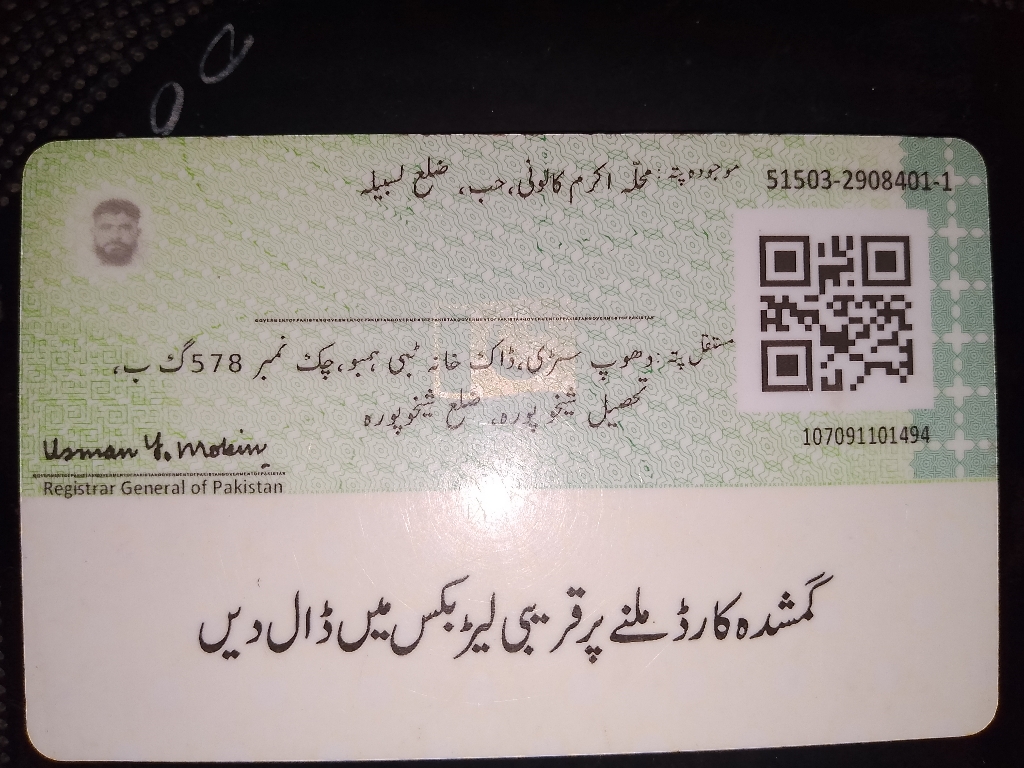 موجودہ پتہ: محلّہ اکرم کالونی، حب، ضلع لسبیلہ
51503-2908401-1
مستقل پتہ: دھوپ سڑی، ڈاک خانہ ٹبی ہمبو، چک نمبر 578 گ ب،
تحصیل شیخوپورہ، ضلع شیخوپورہ
107091101494
Usman Y. Mobin
Registrar General of Pakistan
گمشدہ کارڈ ملنے پر قریبی لیٹر بکس میں ڈال دیں